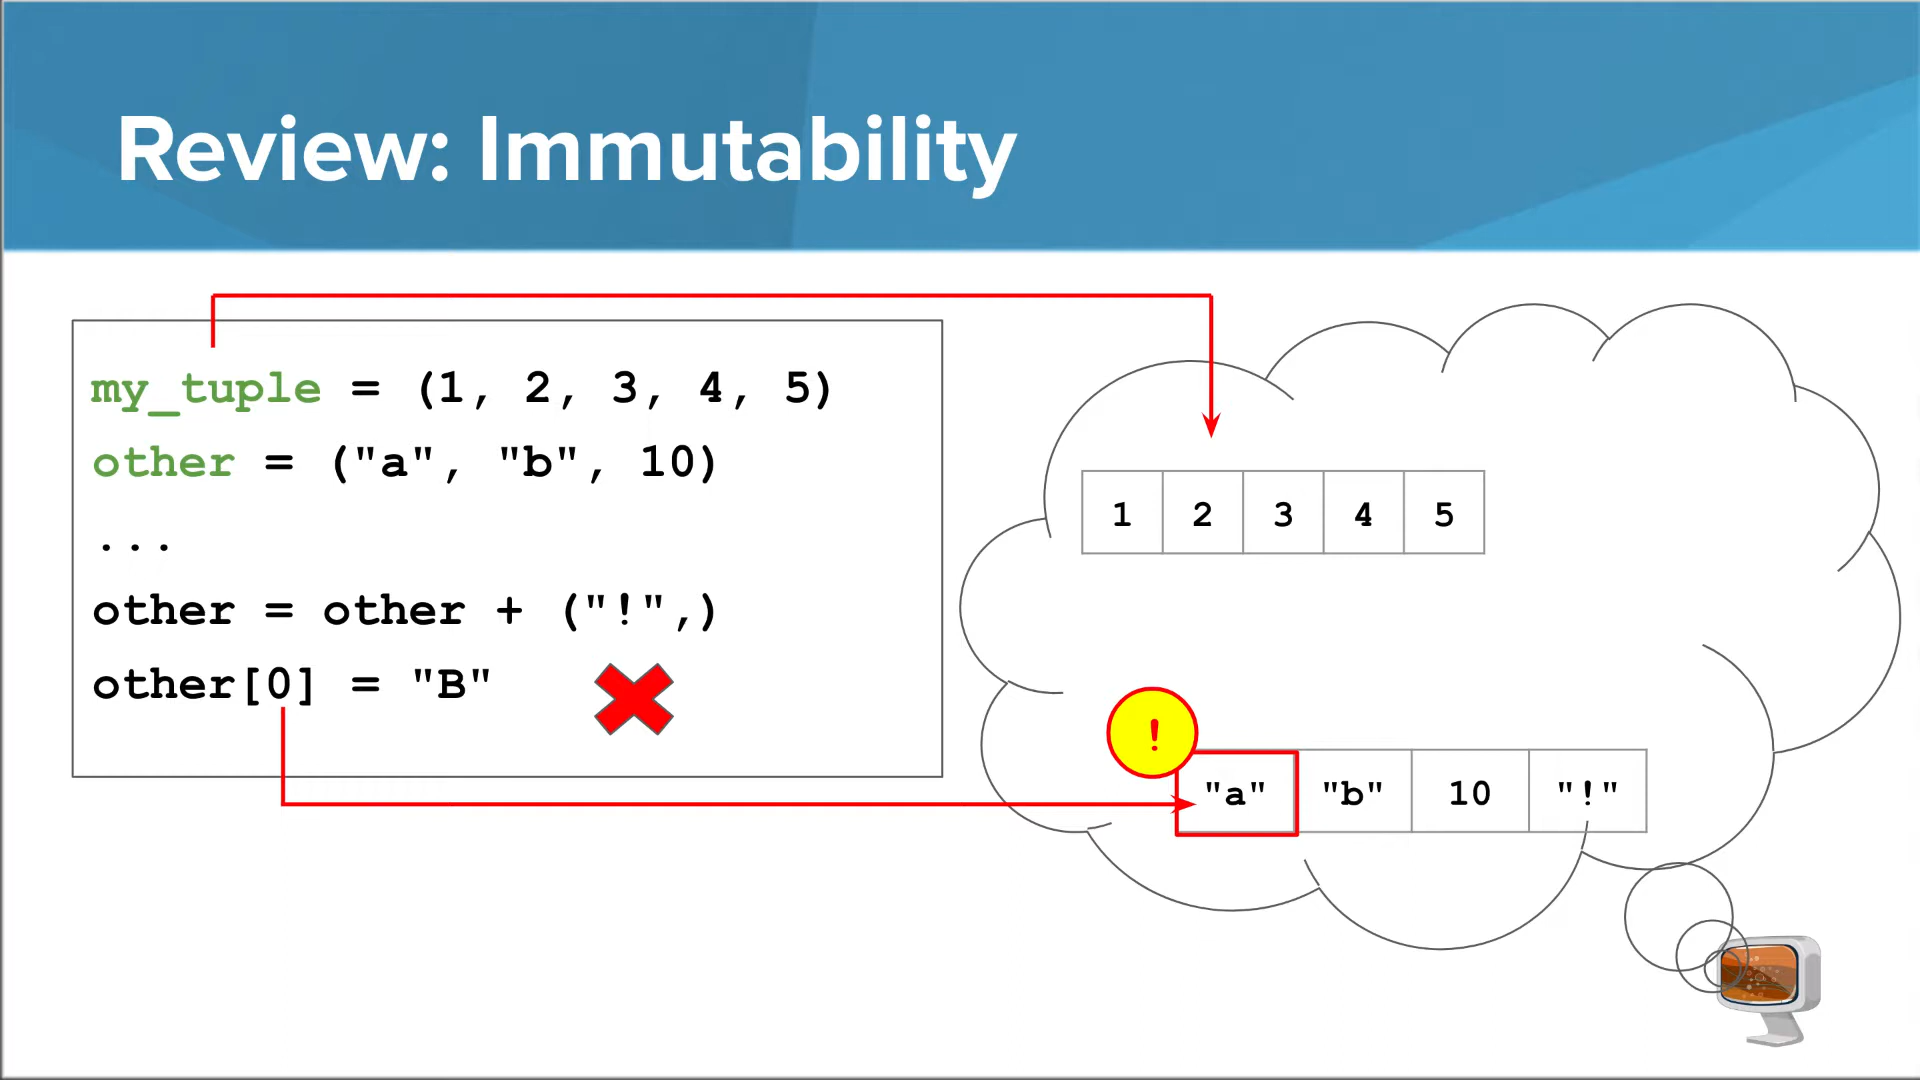 Review: Immutability
my_tuple = (1, 2, 3, 4, 5)
other = ("a", "b", 10)
...
other = other + ("!",)
other[0] = "B"
1 2 3 4 5
!
"a" "b" 10 "!"